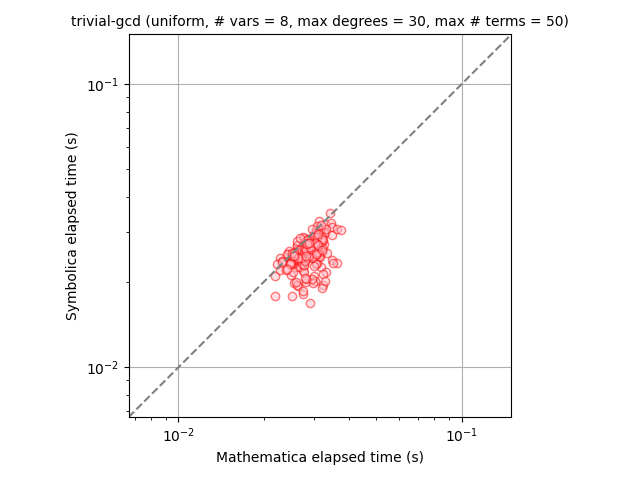 trivial-gcd (uniform, # vars = 8, max degrees = 30, max # terms = 50)
10⁻¹
Symbolica elapsed time (s)
10⁻²
10⁻²
10⁻¹
Mathematica elapsed time (s)